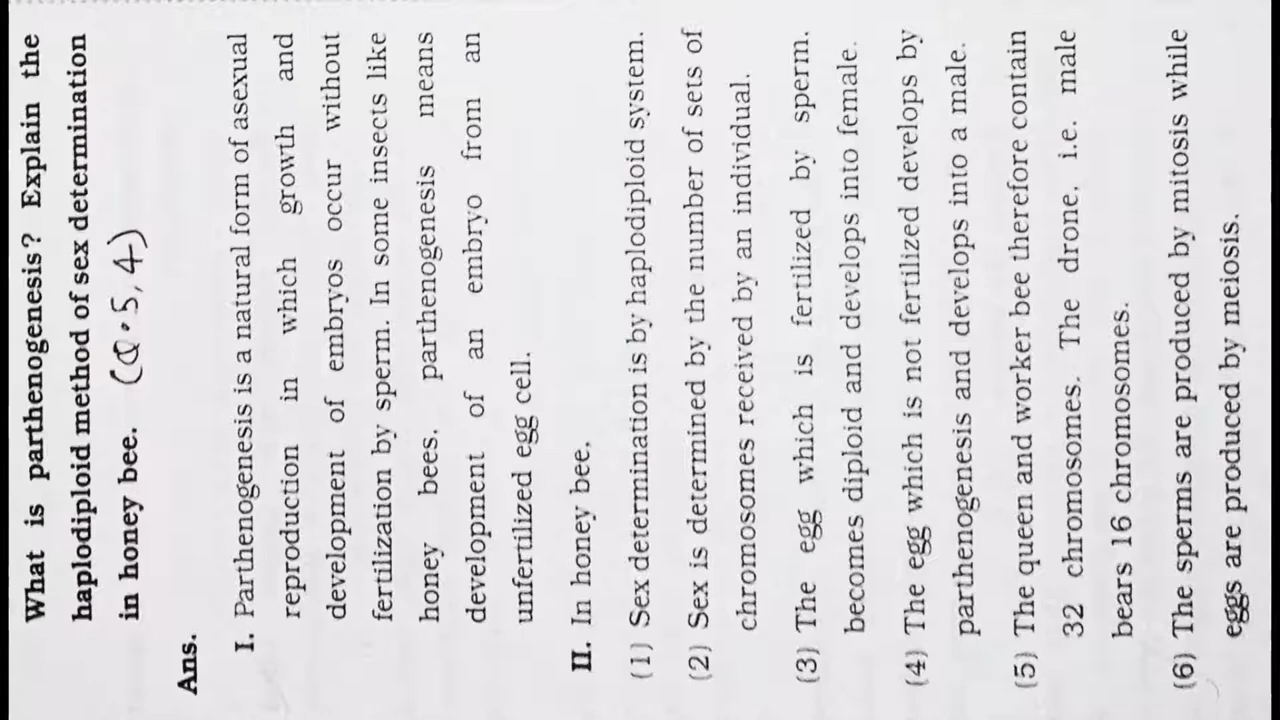 What is parthenogenesis? Explain the
haplodiploid method of sex determination
in honey bee. (Q.5, 4)
Ans.
I. Parthenogenesis is a natural form of asexual
reproduction in which growth and
development of embryos occur without
fertilization by sperm. In some insects like
honey bees, parthenogenesis means
development of an embryo from an
unfertilized egg cell.
II. In honey bee,
(1) Sex determination is by haplodiploid system.
(2) Sex is determined by the number of sets of
chromosomes received by an individual.
(3) The egg which is fertilized by sperm,
becomes diploid and develops into female.
(4) The egg which is not fertilized develops by
parthenogenesis and develops into a male.
(5) The queen and worker bee therefore contain
32 chromosomes. The drone, i.e. male
bears 16 chromosomes.
(6) The sperms are produced by mitosis while
eggs are produced by meiosis.